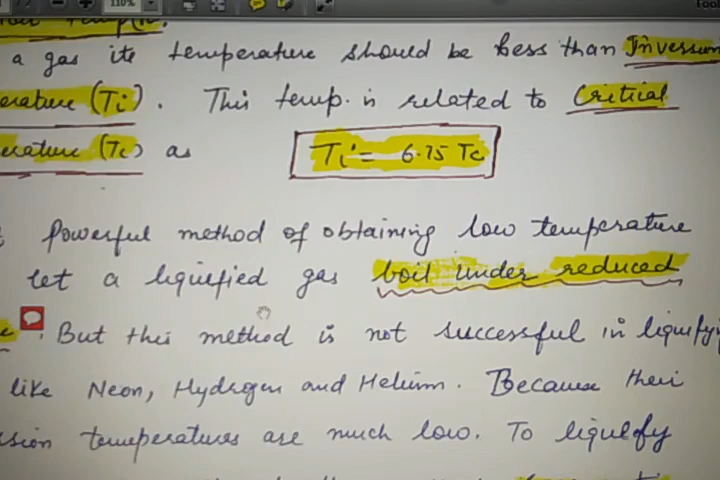 110%
a gas its temperature should be less than Inversion
erature (Ti). This temp. is related to Critical
erature (Tc) as Ti = 6.75 Tc
powerful method of obtaining low temperature
let a liquified gas boil under reduced
e. But this method is not successful in liquify
like Neon, Hydrogen and Helium. Because their
sion temperatures are much low. To liquefy